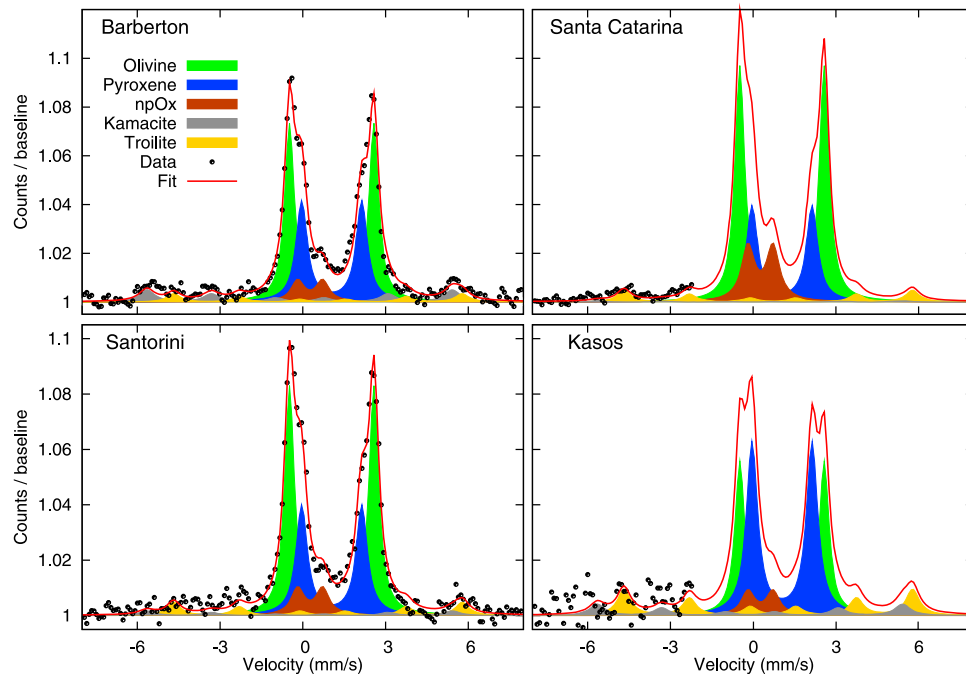 Barberton
Santa Catarina
Olivine
Pyroxene
npOx
Kamacite
Troilite
Data
Fit
Counts / baseline
1.1
1.08
1.06
1.04
1.02
1
Santorini
Kasos
Counts / baseline
1.1
1.08
1.06
1.04
1.02
1
-6 -3 0 3 6
-6 -3 0 3 6
Velocity (mm/s)
Velocity (mm/s)